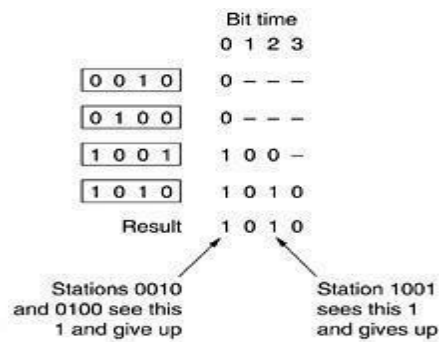 Bit time
0 1 2 3
0 0 1 0 0 – – –
0 1 0 0 0 – – –
1 0 0 1 1 0 0 –
1 0 1 0 1 0 1 0
Result 1 0 1 0
Stations 0010
and 0100 see this
1 and give up
Station 1001
sees this 1
and gives up